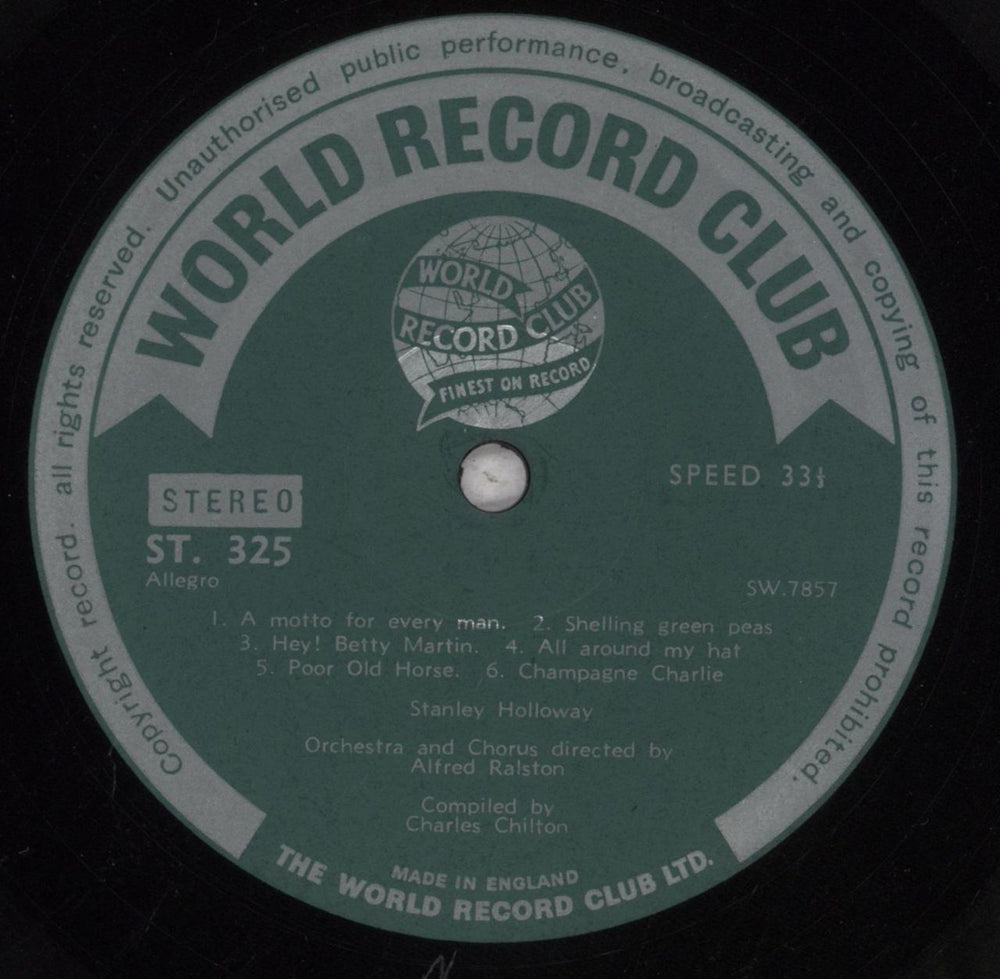 Copyright record. all rights reserved. Unauthorised public performance, broadcasting and copying of this record prohibited.
WORLD RECORD CLUB
WORLD
RECORD CLUB
FINEST ON RECORD
STEREO
SPEED 33⅓
ST. 325
Allegro
SW.7857
1. A motto for every man. 2. Shelling green peas
3. Hey! Betty Martin. 4. All around my hat
5. Poor Old Horse. 6. Champagne Charlie
Stanley Holloway
Orchestra and Chorus directed by
Alfred Ralston
Compiled by
Charles Chilton
MADE IN ENGLAND
THE WORLD RECORD CLUB LTD.